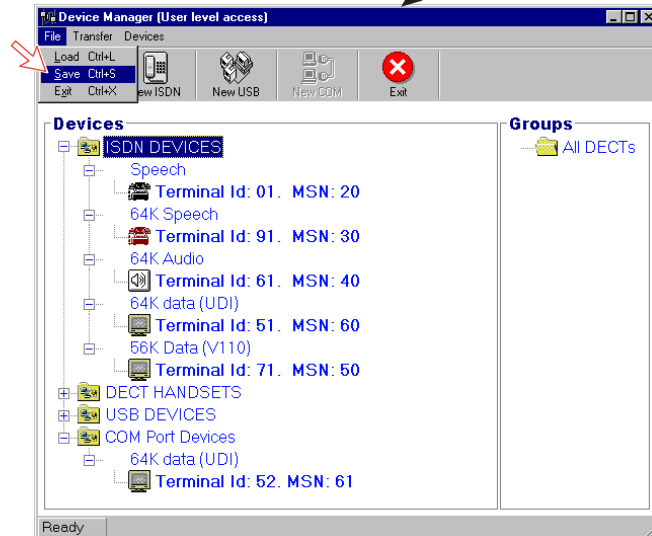 Device Manager (User level access)
File Transfer Devices
Load Ctrl+L
Save Ctrl+S
Exit Ctrl+X
ew ISDN New USB New COM Exit
Devices
Groups
ISDN DEVICES
All DECTs
Speech
Terminal Id: 01. MSN: 20
64K Speech
Terminal Id: 91. MSN: 30
64K Audio
Terminal Id: 61. MSN: 40
64K data (UDI)
Terminal Id: 51. MSN: 60
56K Data (V110)
Terminal Id: 71. MSN: 50
DECT HANDSETS
USB DEVICES
COM Port Devices
64K data (UDI)
Terminal Id: 52. MSN: 61
Ready